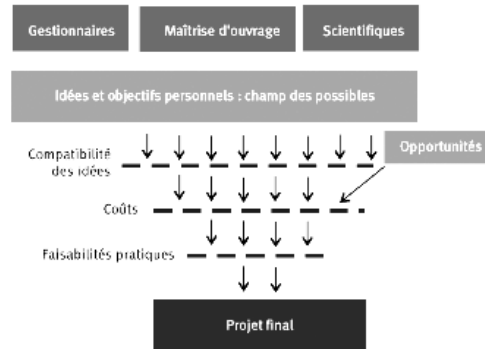 Gestionnaires
Maîtrise d'ouvrage
Scientifiques
Idées et objectifs personnels : champ des possibles
Opportunités
Compatibilité
des idées
Coûts
Faisabilités pratiques
Projet final